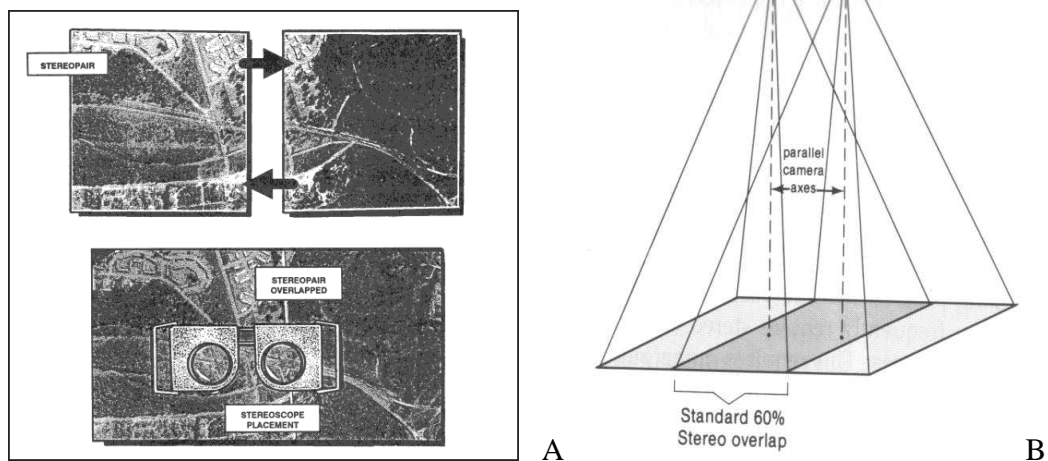 STEREOPAIR
STEREOPAIR
OVERLAPPED
STEREOSCOPE
PLACEMENT
A
parallel
camera
axes
Standard 60%
Stereo overlap
B